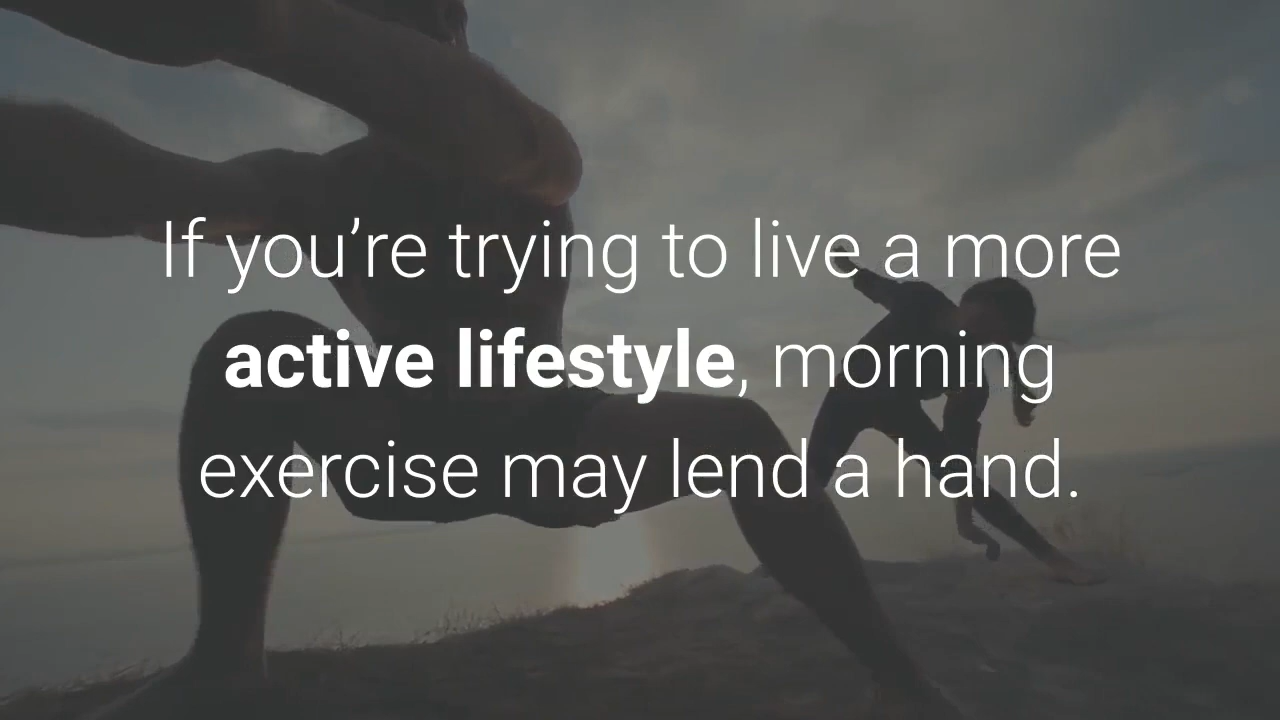 If you’re trying to live a more
active lifestyle, morning
exercise may lend a hand.